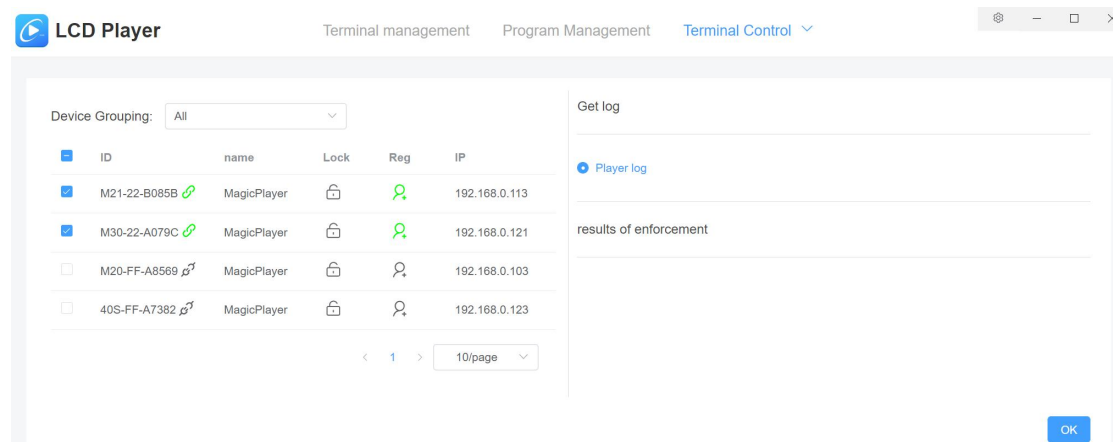 LCD Player Terminal management Program Management Terminal Control
Device Grouping: All
ID name Lock Reg IP
M21-22-B085B MagicPlayer 192.168.0.113
M30-22-A079C MagicPlayer 192.168.0.121
M20-FF-A8569 MagicPlayer 192.168.0.103
40S-FF-A7382 MagicPlayer 192.168.0.123
< 1 > 10/page
Get log
Player log
results of enforcement
OK